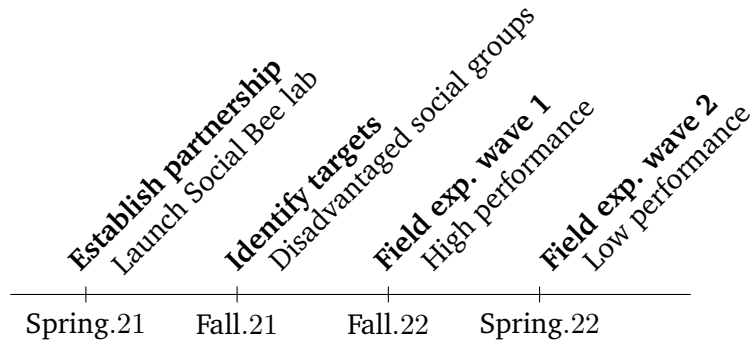 Establish partnership
Launch Social Bee lab
Identify targets
Disadvantaged social groups
Field exp. wave 1
High performance
Field exp. wave 2
Low performance
Spring.21
Fall.21
Fall.22
Spring.22